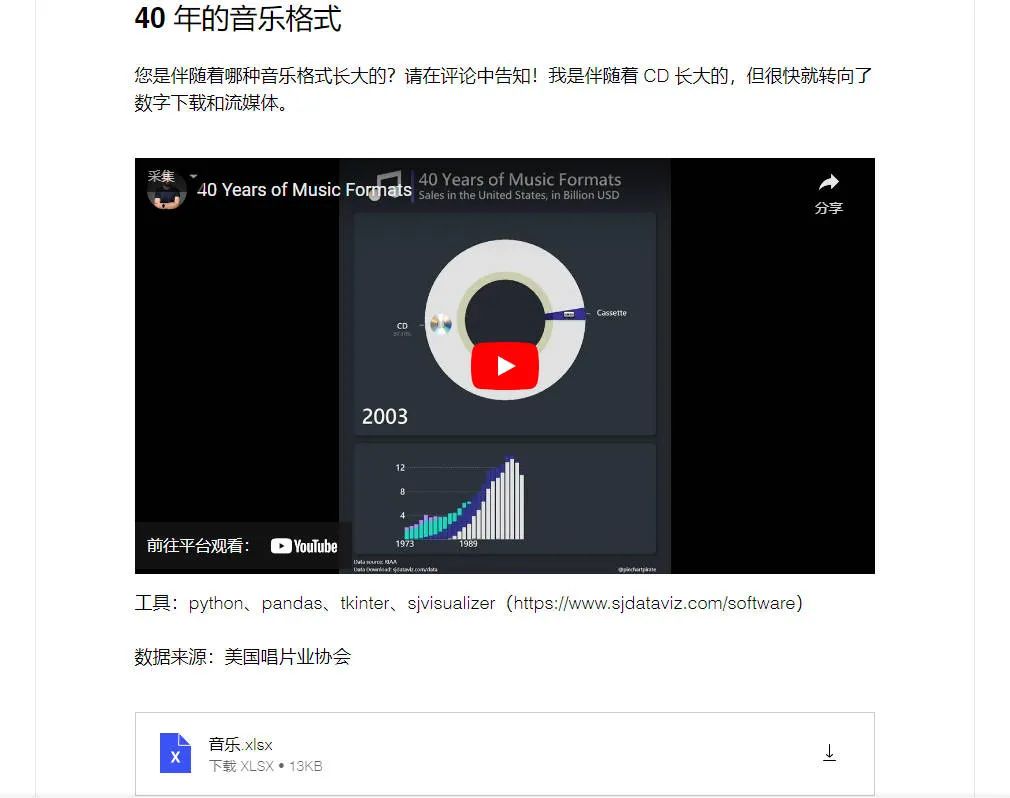 40 年的音乐格式
您是伴随着哪种音乐格式长大的？请在评论中告知！我是伴随着 CD 长大的，但很快就转向了
数字下载和流媒体。
采集
40 Years of Music Formats
40 Years of Music Formats
Sales in the United States, in Billion USD
分享
CD
Cassette
2003
12
8
4
1973
1989
前往平台观看：
YouTube
Data source: RIAA
Data Download: sjdataviz.com/data
@piechartpirate
工具：python、pandas、tkinter、sjvisualizer（https://www.sjdataviz.com/software）
数据来源：美国唱片业协会
X
音乐.xlsx
下载 XLSX • 13KB